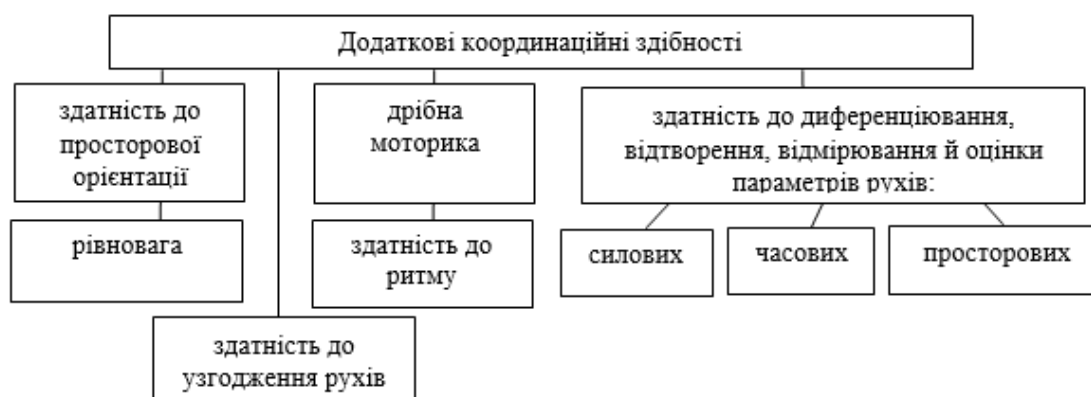 Додаткові координаційні здібності
здатність до
просторової
орієнтації
дрібна
моторика
здатність до диференціювання,
відтворення, відмірювання й оцінки
параметрів рухів:
рівновага
здатність до
ритму
силових
часових
просторових
здатність до
узгодження рухів